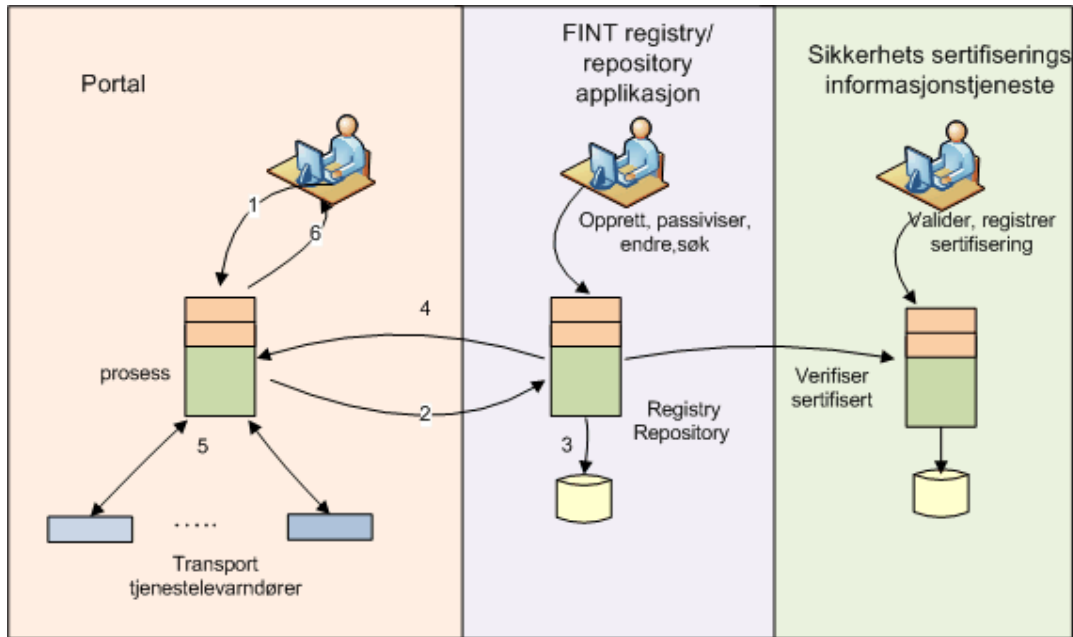 Portal
1
6
prosess
5
.....
Transport
tjenestelevarndører
4
2
FINT registry/
repository
applikasjon
Opprett, passiviser,
endre,søk
Registry
Repository
3
Sikkerhets sertifiserings
informasjonstjeneste
Valider, registrer
sertifisering
Verifiser
sertifisert